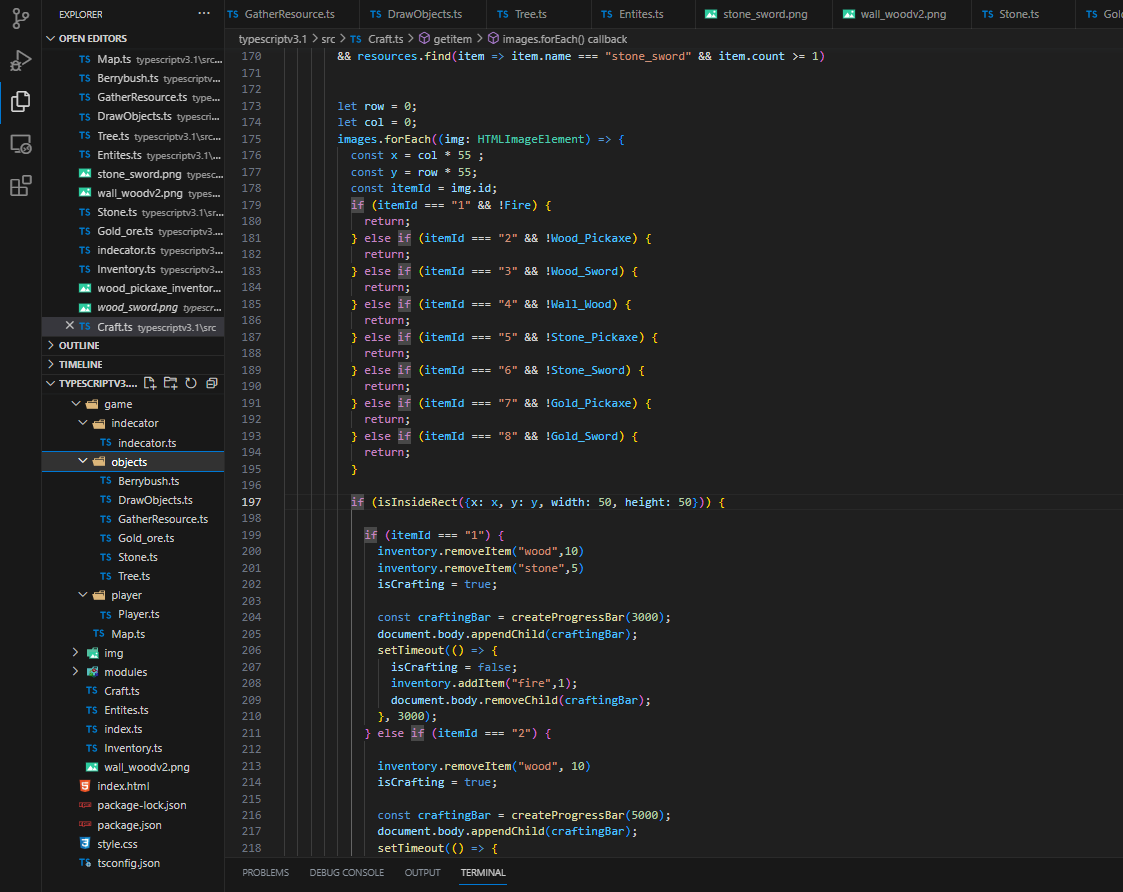 EXPLORER ···
OPEN EDITORS
TS Map.ts typescriptv3.1\src...
TS Berrybush.ts typescriptv...
TS GatherResource.ts type...
TS DrawObjects.ts typescri...
TS Tree.ts typescriptv3.1\src...
TS Entites.ts typescriptv3.1\...
stone_sword.png typesc...
wall_woodv2.png types...
TS Stone.ts typescriptv3.1\sr...
TS Gold_ore.ts typescriptv3....
TS indecator.ts typescriptv3...
TS Inventory.ts typescriptv3...
wood_pickaxe_inventor...
wood_sword.png typescr...
TS Craft.ts typescriptv3.1\src
OUTLINE
TIMELINE
TYPESCRIPTV3....
game
indecator
TS indecator.ts
objects
TS Berrybush.ts
TS DrawObjects.ts
TS GatherResource.ts
TS Gold_ore.ts
TS Stone.ts
TS Tree.ts
player
TS Player.ts
TS Map.ts
img
modules
TS Craft.ts
TS Entites.ts
TS index.ts
TS Inventory.ts
wall_woodv2.png
index.html
package-lock.json
package.json
style.css
tsconfig.json
TS GatherResource.ts TS DrawObjects.ts TS Tree.ts TS Entites.ts stone_sword.png wall_woodv2.png TS Stone.ts TS Gol
typescriptv3.1 > src > TS Craft.ts > getitem > images.forEach() callback
170 && resources.find(item => item.name === "stone_sword" && item.count >= 1)
171
172
173 let row = 0;
174 let col = 0;
175 images.forEach((img: HTMLImageElement) => {
176 const x = col * 55 ;
177 const y = row * 55;
178 const itemId = img.id;
179 if (itemId === "1" && !Fire) {
180 return;
181 } else if (itemId === "2" && !Wood_Pickaxe) {
182 return;
183 } else if (itemId === "3" && !Wood_Sword) {
184 return;
185 } else if (itemId === "4" && !Wall_Wood) {
186 return;
187 } else if (itemId === "5" && !Stone_Pickaxe) {
188 return;
189 } else if (itemId === "6" && !Stone_Sword) {
190 return;
191 } else if (itemId === "7" && !Gold_Pickaxe) {
192 return;
193 } else if (itemId === "8" && !Gold_Sword) {
194 return;
195 }
196
197 if (isInsideRect({x: x, y: y, width: 50, height: 50})) {
198
199 if (itemId === "1") {
200 inventory.removeItem("wood",10)
201 inventory.removeItem("stone",5)
202 isCrafting = true;
203
204 const craftingBar = createProgressBar(3000);
205 document.body.appendChild(craftingBar);
206 setTimeout(() => {
207 isCrafting = false;
208 inventory.addItem("fire",1);
209 document.body.removeChild(craftingBar);
210 }, 3000);
211 } else if (itemId === "2") {
212
213 inventory.removeItem("wood", 10)
214 isCrafting = true;
215
216 const craftingBar = createProgressBar(5000);
217 document.body.appendChild(craftingBar);
218 setTimeout(() => {
PROBLEMS DEBUG CONSOLE OUTPUT TERMINAL